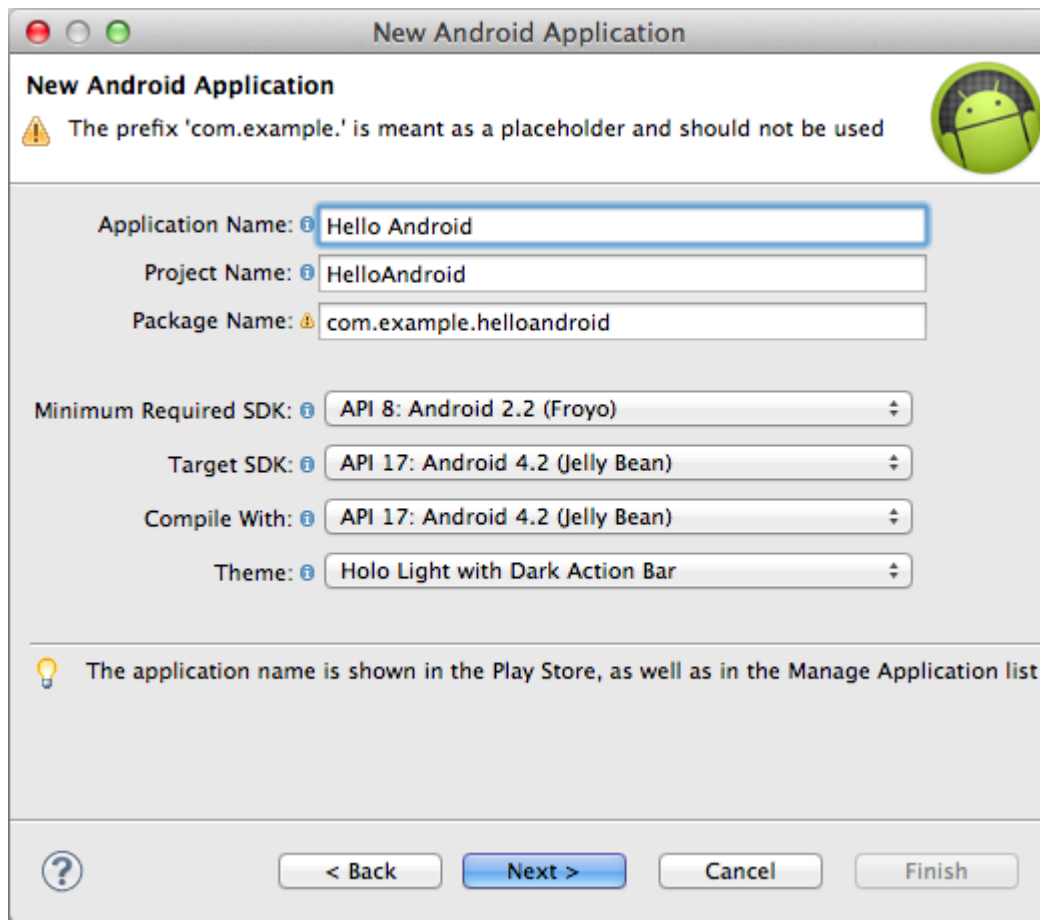 New Android Application
New Android Application
The prefix 'com.example.' is meant as a placeholder and should not be used
Application Name: Hello Android
Project Name: HelloAndroid
Package Name: com.example.helloandroid
Minimum Required SDK: API 8: Android 2.2 (Froyo)
Target SDK: API 17: Android 4.2 (Jelly Bean)
Compile With: API 17: Android 4.2 (Jelly Bean)
Theme: Holo Light with Dark Action Bar
The application name is shown in the Play Store, as well as in the Manage Application list
? < Back Next > Cancel Finish